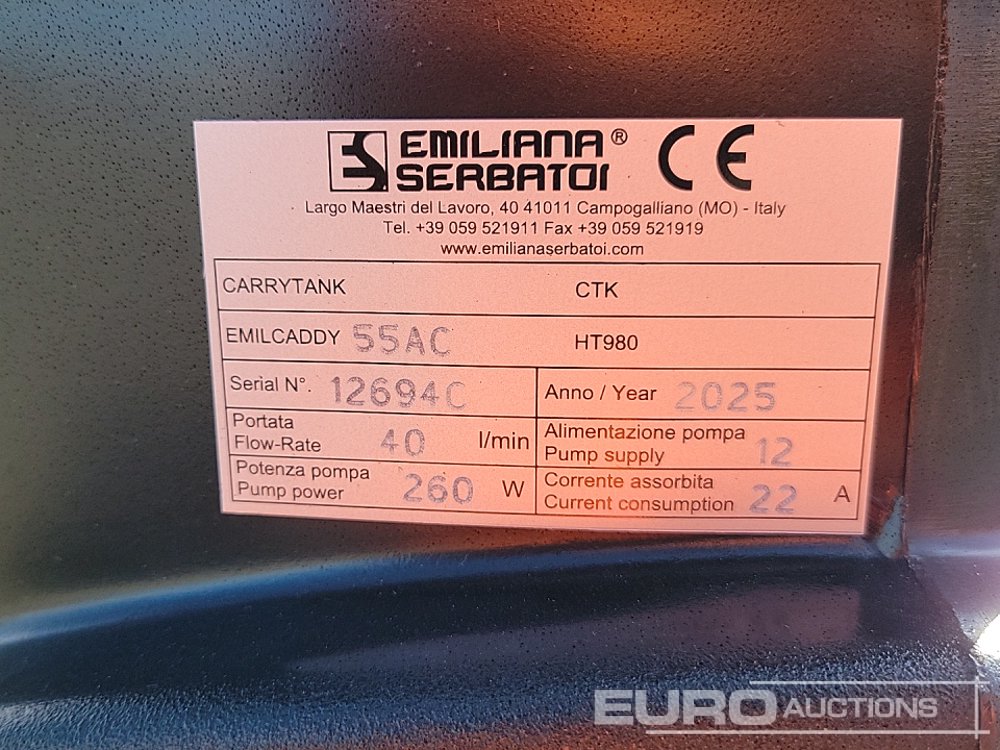 EMILIANA®
SERBATOI
CE
Largo Maestri del Lavoro, 40 41011 Campogalliano (MO) - Italy
Tel. +39 059 521911 Fax +39 059 521919
www.emilianaserbatoi.com
CARRYTANK CTK
EMILCADDY 55AC HT980
Serial N°. 12694C Anno / Year 2025
Portata
Flow-Rate 40 l/min
Alimentazione pompa
Pump supply 12
Potenza pompa
Pump power 260 W
Corrente assorbita
Current consumption 22 A
EURO AUCTIONS